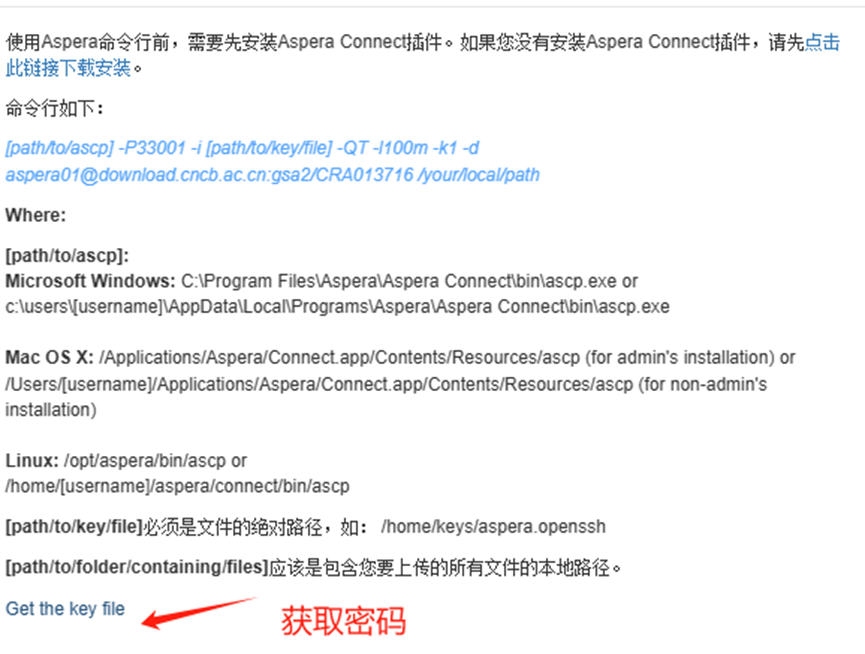 使用Aspera命令行前，需要先安装Aspera Connect插件。如果您没有安装Aspera Connect插件，请先点击
此链接下载安装。
命令行如下：
[path/to/ascp] -P33001 -i [path/to/key/file] -QT -l100m -k1 -d
aspera01@download.cncb.ac.cn:gsa2/CRA013716 /your/local/path
Where:
[path/to/ascp]:
Microsoft Windows: C:\Program Files\Aspera\Aspera Connect\bin\ascp.exe or
c:\users\[username]\AppData\Local\Programs\Aspera\Aspera Connect\bin\ascp.exe
Mac OS X: /Applications/Aspera/Connect.app/Contents/Resources/ascp (for admin's installation) or
/Users/[username]/Applications/Aspera/Connect.app/Contents/Resources/ascp (for non-admin's
installation)
Linux: /opt/aspera/bin/ascp or
/home/[username]/aspera/connect/bin/ascp
[path/to/key/file]必须是文件的绝对路径，如： /home/keys/aspera.openssh
[path/to/folder/containing/files]应该是包含您要上传的所有文件的本地路径。
Get the key file
获取密码